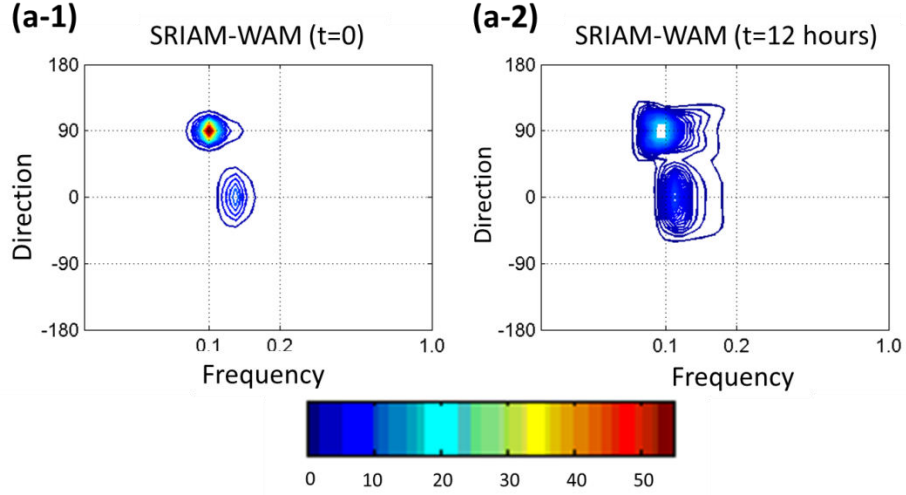 (a-1)
SRIAM-WAM (t=0)
180
90
0
-90
-180
Direction
0.1
0.2
1.0
Frequency
(a-2)
SRIAM-WAM (t=12 hours)
180
90
0
-90
-180
Direction
0.1
0.2
1.0
Frequency
0 10 20 30 40 50